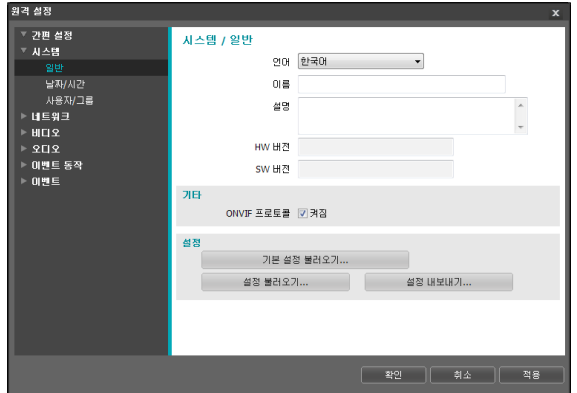 원격 설정
x
간편 설정
시스템
일반
날짜/시간
사용자/그룹
네트워크
비디오
오디오
이벤트 동작
이벤트
시스템 / 일반
언어 한국어
이름
설명
HW 버전
SW 버전
기타
ONVIF 프로토콜 켜짐
설정
기본 설정 불러오기...
설정 불러오기... 설정 내보내기...
확인 취소 적용